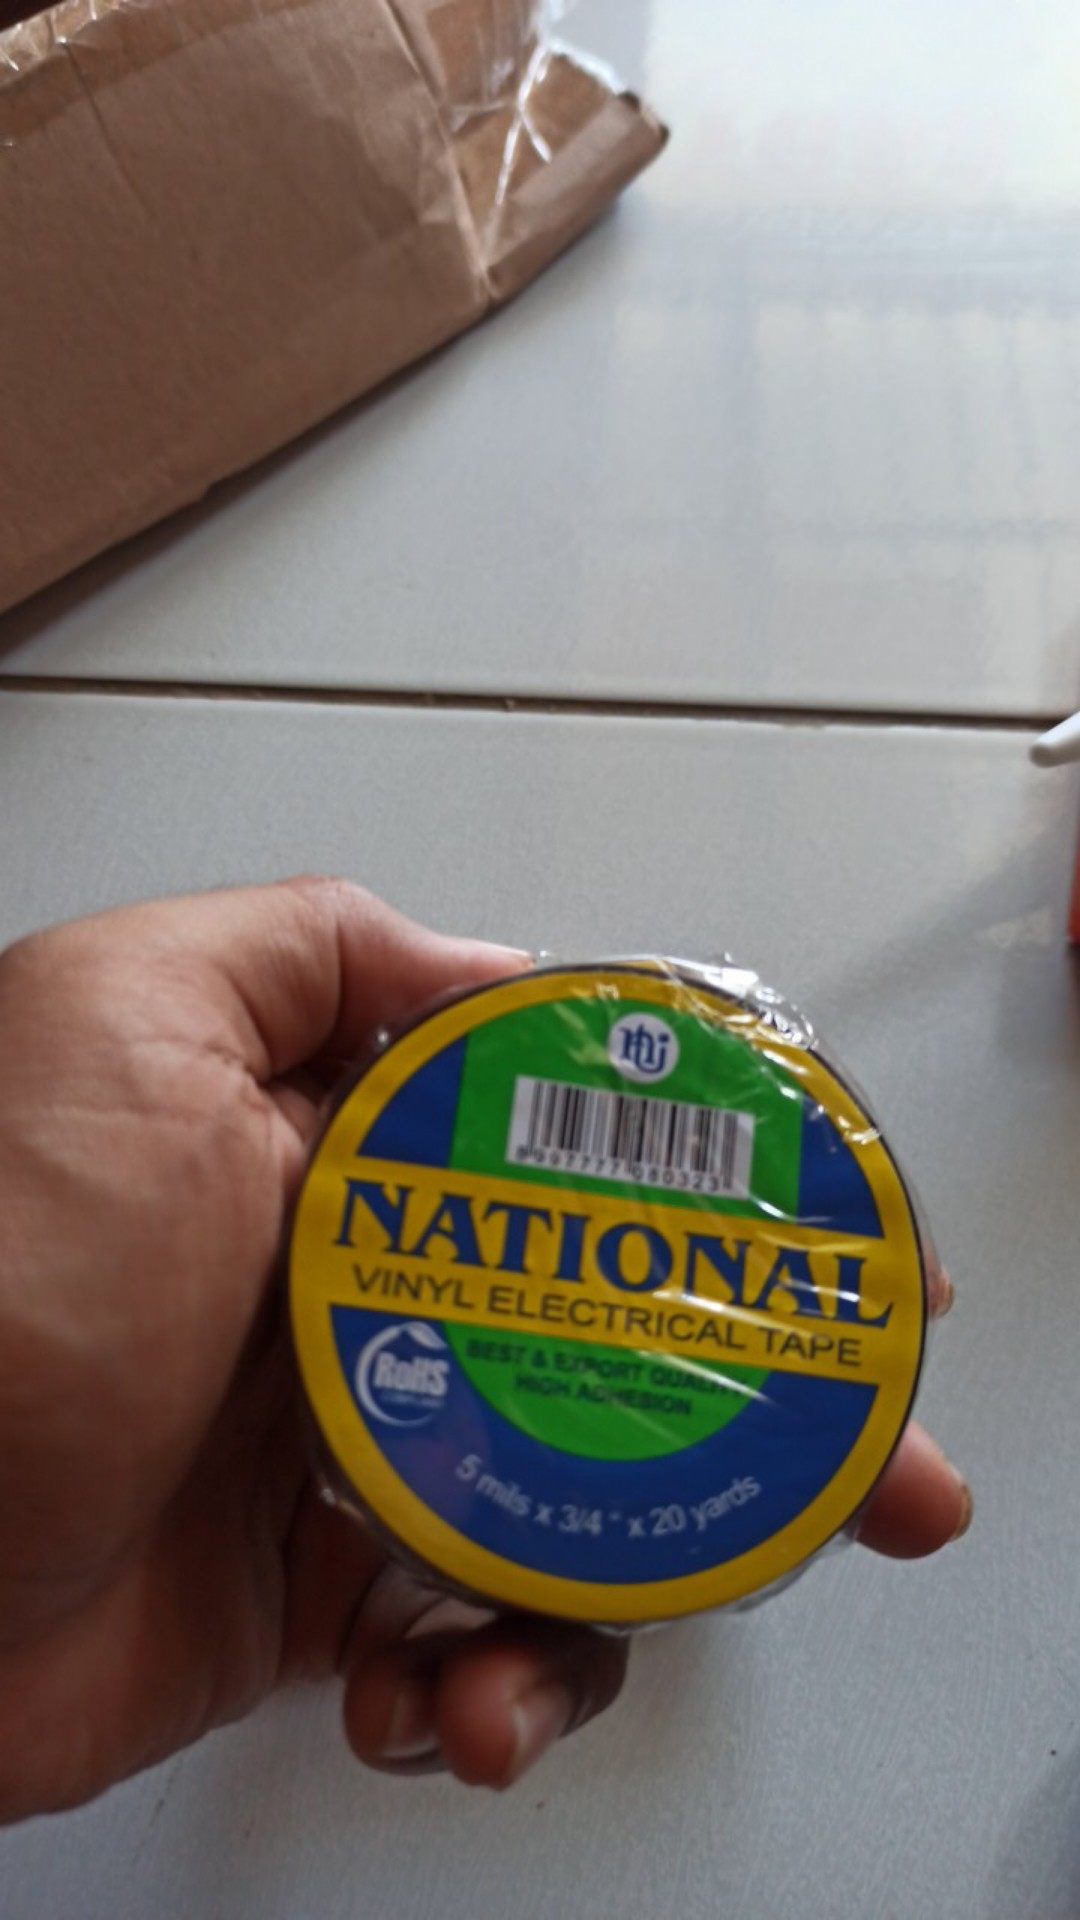 NATIONAL
VINYL ELECTRICAL TAPE
RoHS
BEST & EXPORT QUALITY
HIGH ADHESION
5 mils x 3/4 " x 20 yards